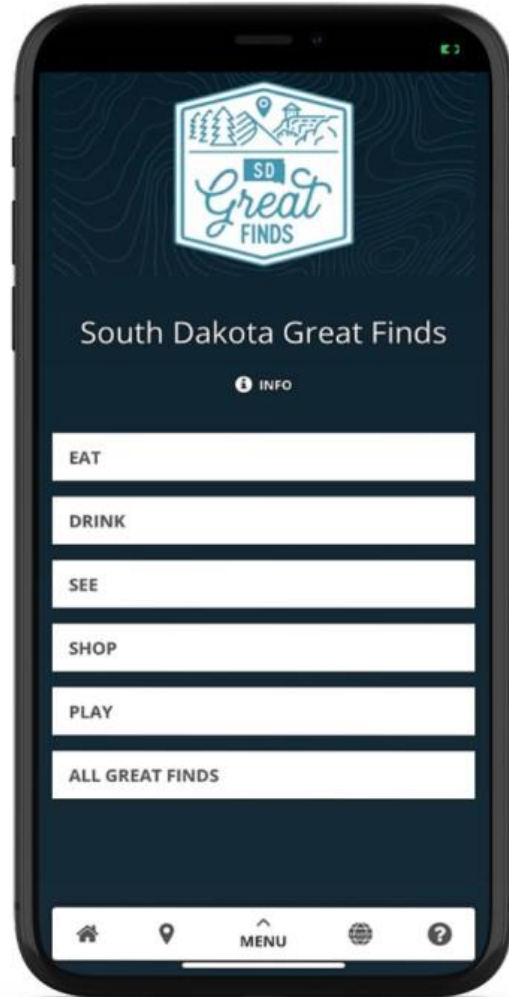 SD
Great
FINDS
South Dakota Great Finds
INFO
EAT
DRINK
SEE
SHOP
PLAY
ALL GREAT FINDS
MENU